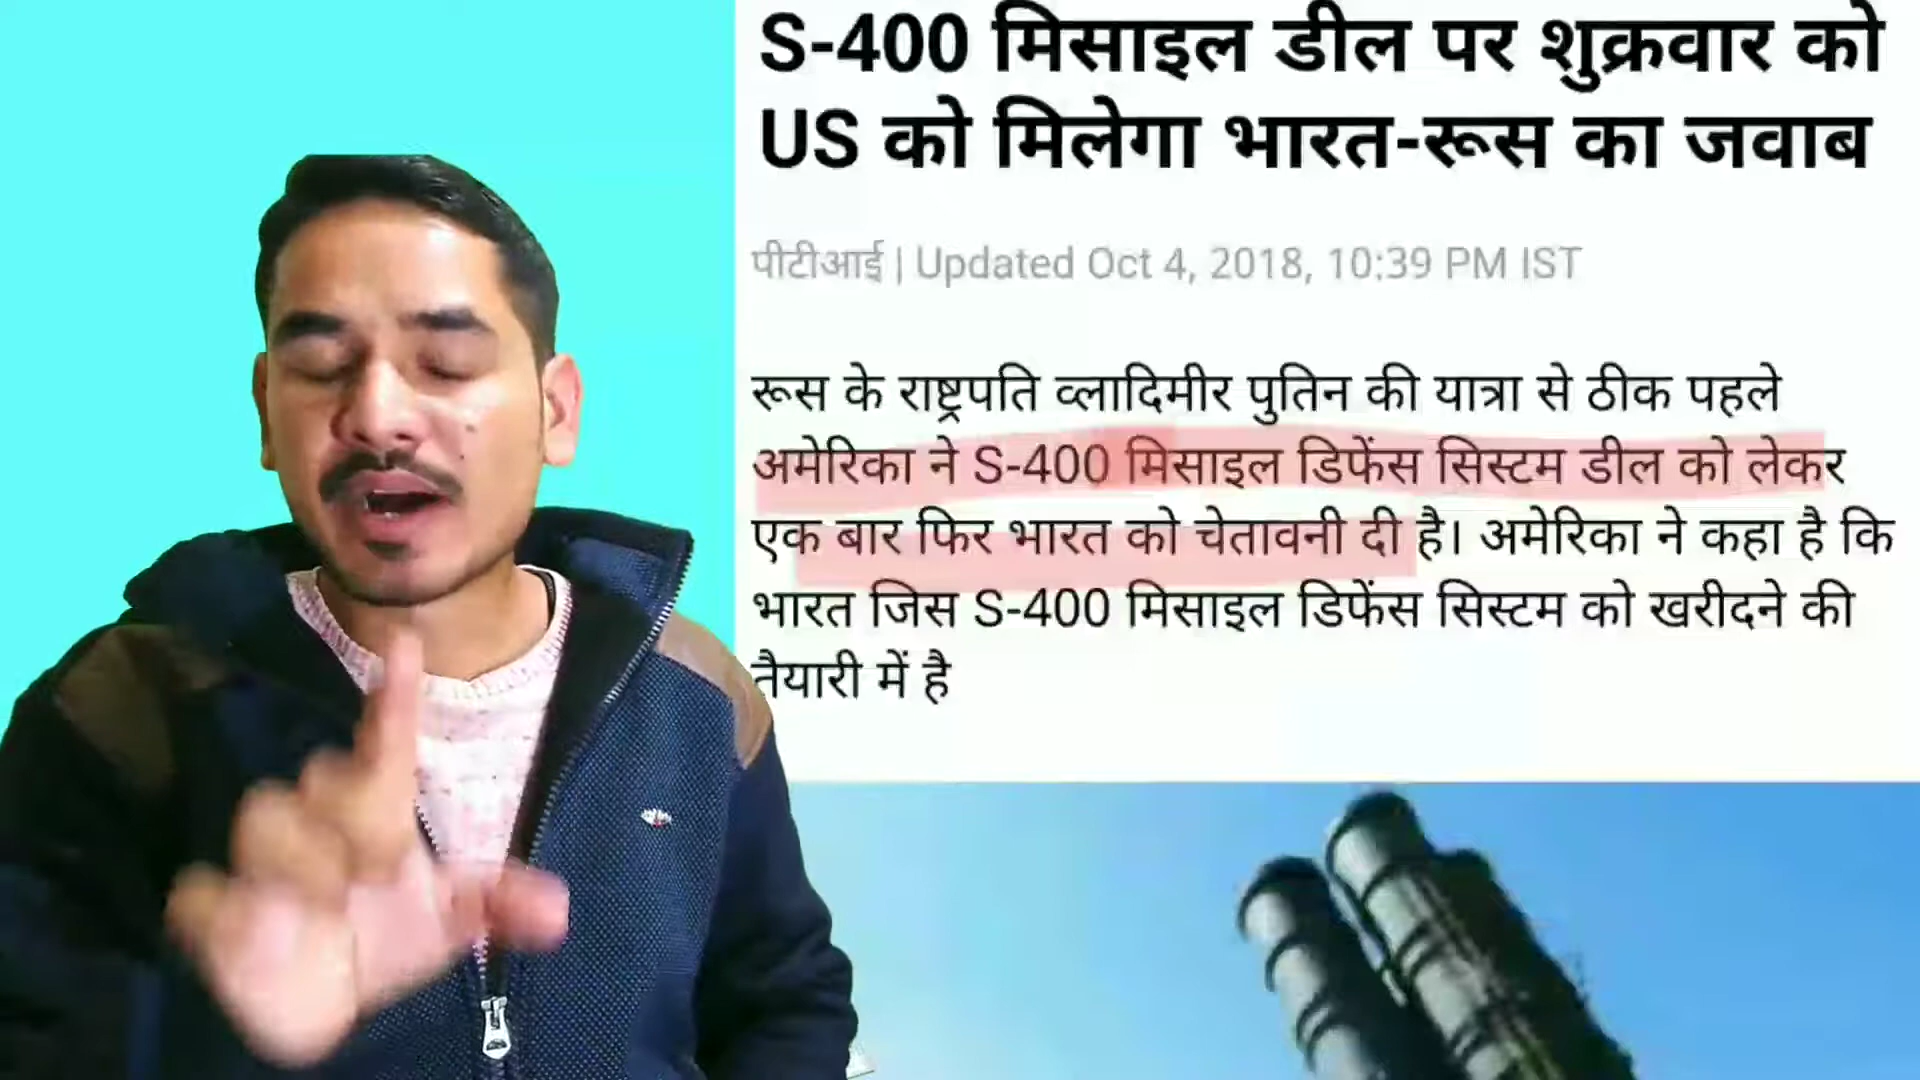 S-400 मिसाइल डील पर शुक्रवार को
US को मिलेगा भारत-रूस का जवाब
पीटीआई | Updated Oct 4, 2018, 10:39 PM IST
रूस के राष्ट्रपति व्लादिमीर पुतिन की यात्रा से ठीक पहले
अमेरिका ने S-400 मिसाइल डिफेंस सिस्टम डील को लेकर
एक बार फिर भारत को चेतावनी दी है। अमेरिका ने कहा है कि
भारत जिस S-400 मिसाइल डिफेंस सिस्टम को खरीदने की
तैयारी में है